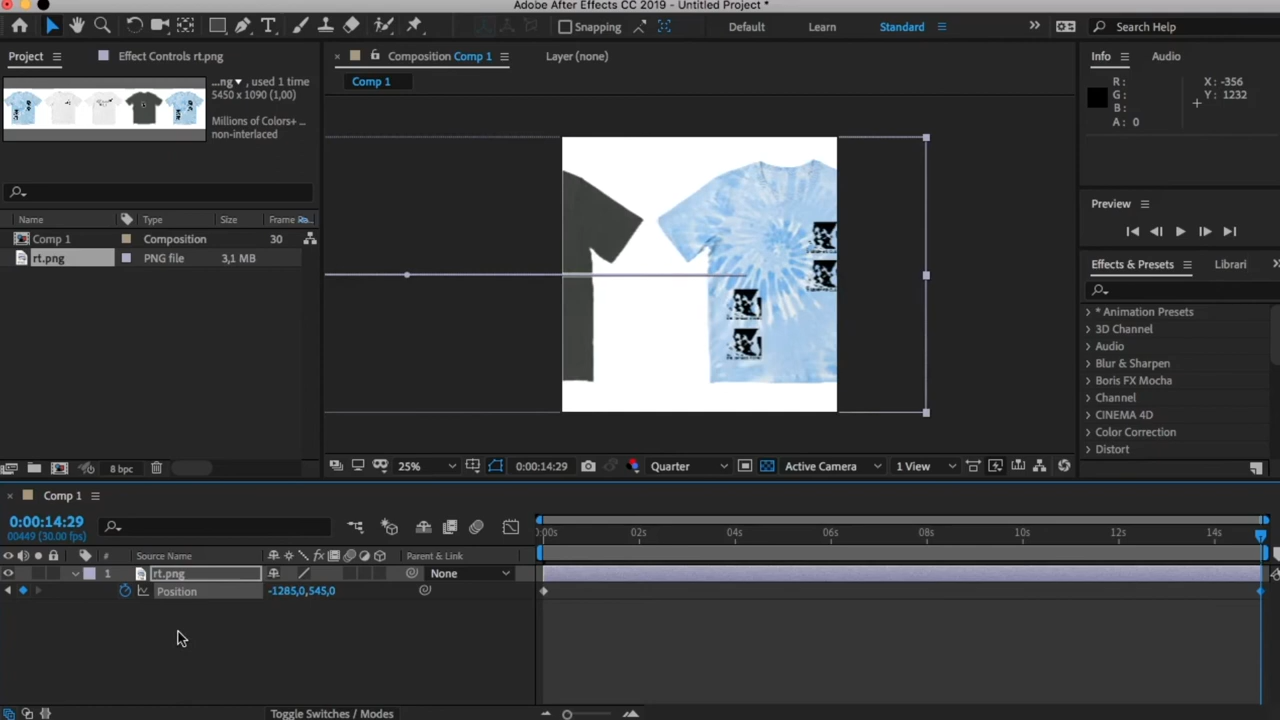 Adobe After Effects CC 2019 - Untitled Project *
Snapping
Default
Learn
Standard
Search Help
Project
Effect Controls rt.png
Composition Comp 1
Layer (none)
Info
Audio
Comp 1
...ng▼, used 1 time
5450 x 1090 (1,00)
Millions of Colors+ ...
non-interlaced
R :
G :
B :
A : 0
X : -356
Y : 1232
Preview
Name
Type
Size
Frame Ra...
Comp 1
Composition
30
rt.png
PNG file
3,1 MB
Effects & Presets
Librari
* Animation Presets
3D Channel
Audio
Blur & Sharpen
Boris FX Mocha
Channel
CINEMA 4D
Color Correction
Distort
8 bpc
25%
0:00:14:29
Quarter
Active Camera
1 View
Comp 1
0:00:14:29
00449 (30.00 fps)
:00s
02s
04s
06s
08s
10s
12s
14s
#
Source Name
fx
Parent & Link
1
rt.png
None
Position
-1285,0,545,0
Toggle Switches / Modes